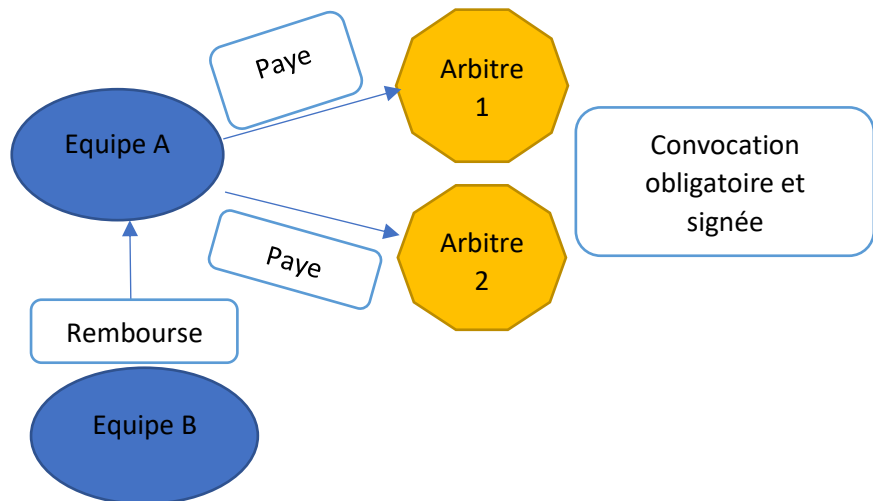 Paye
Arbitre
1
Equipe A
Convocation
obligatoire et
signée
Arbitre
2
Paye
Rembourse
Equipe B